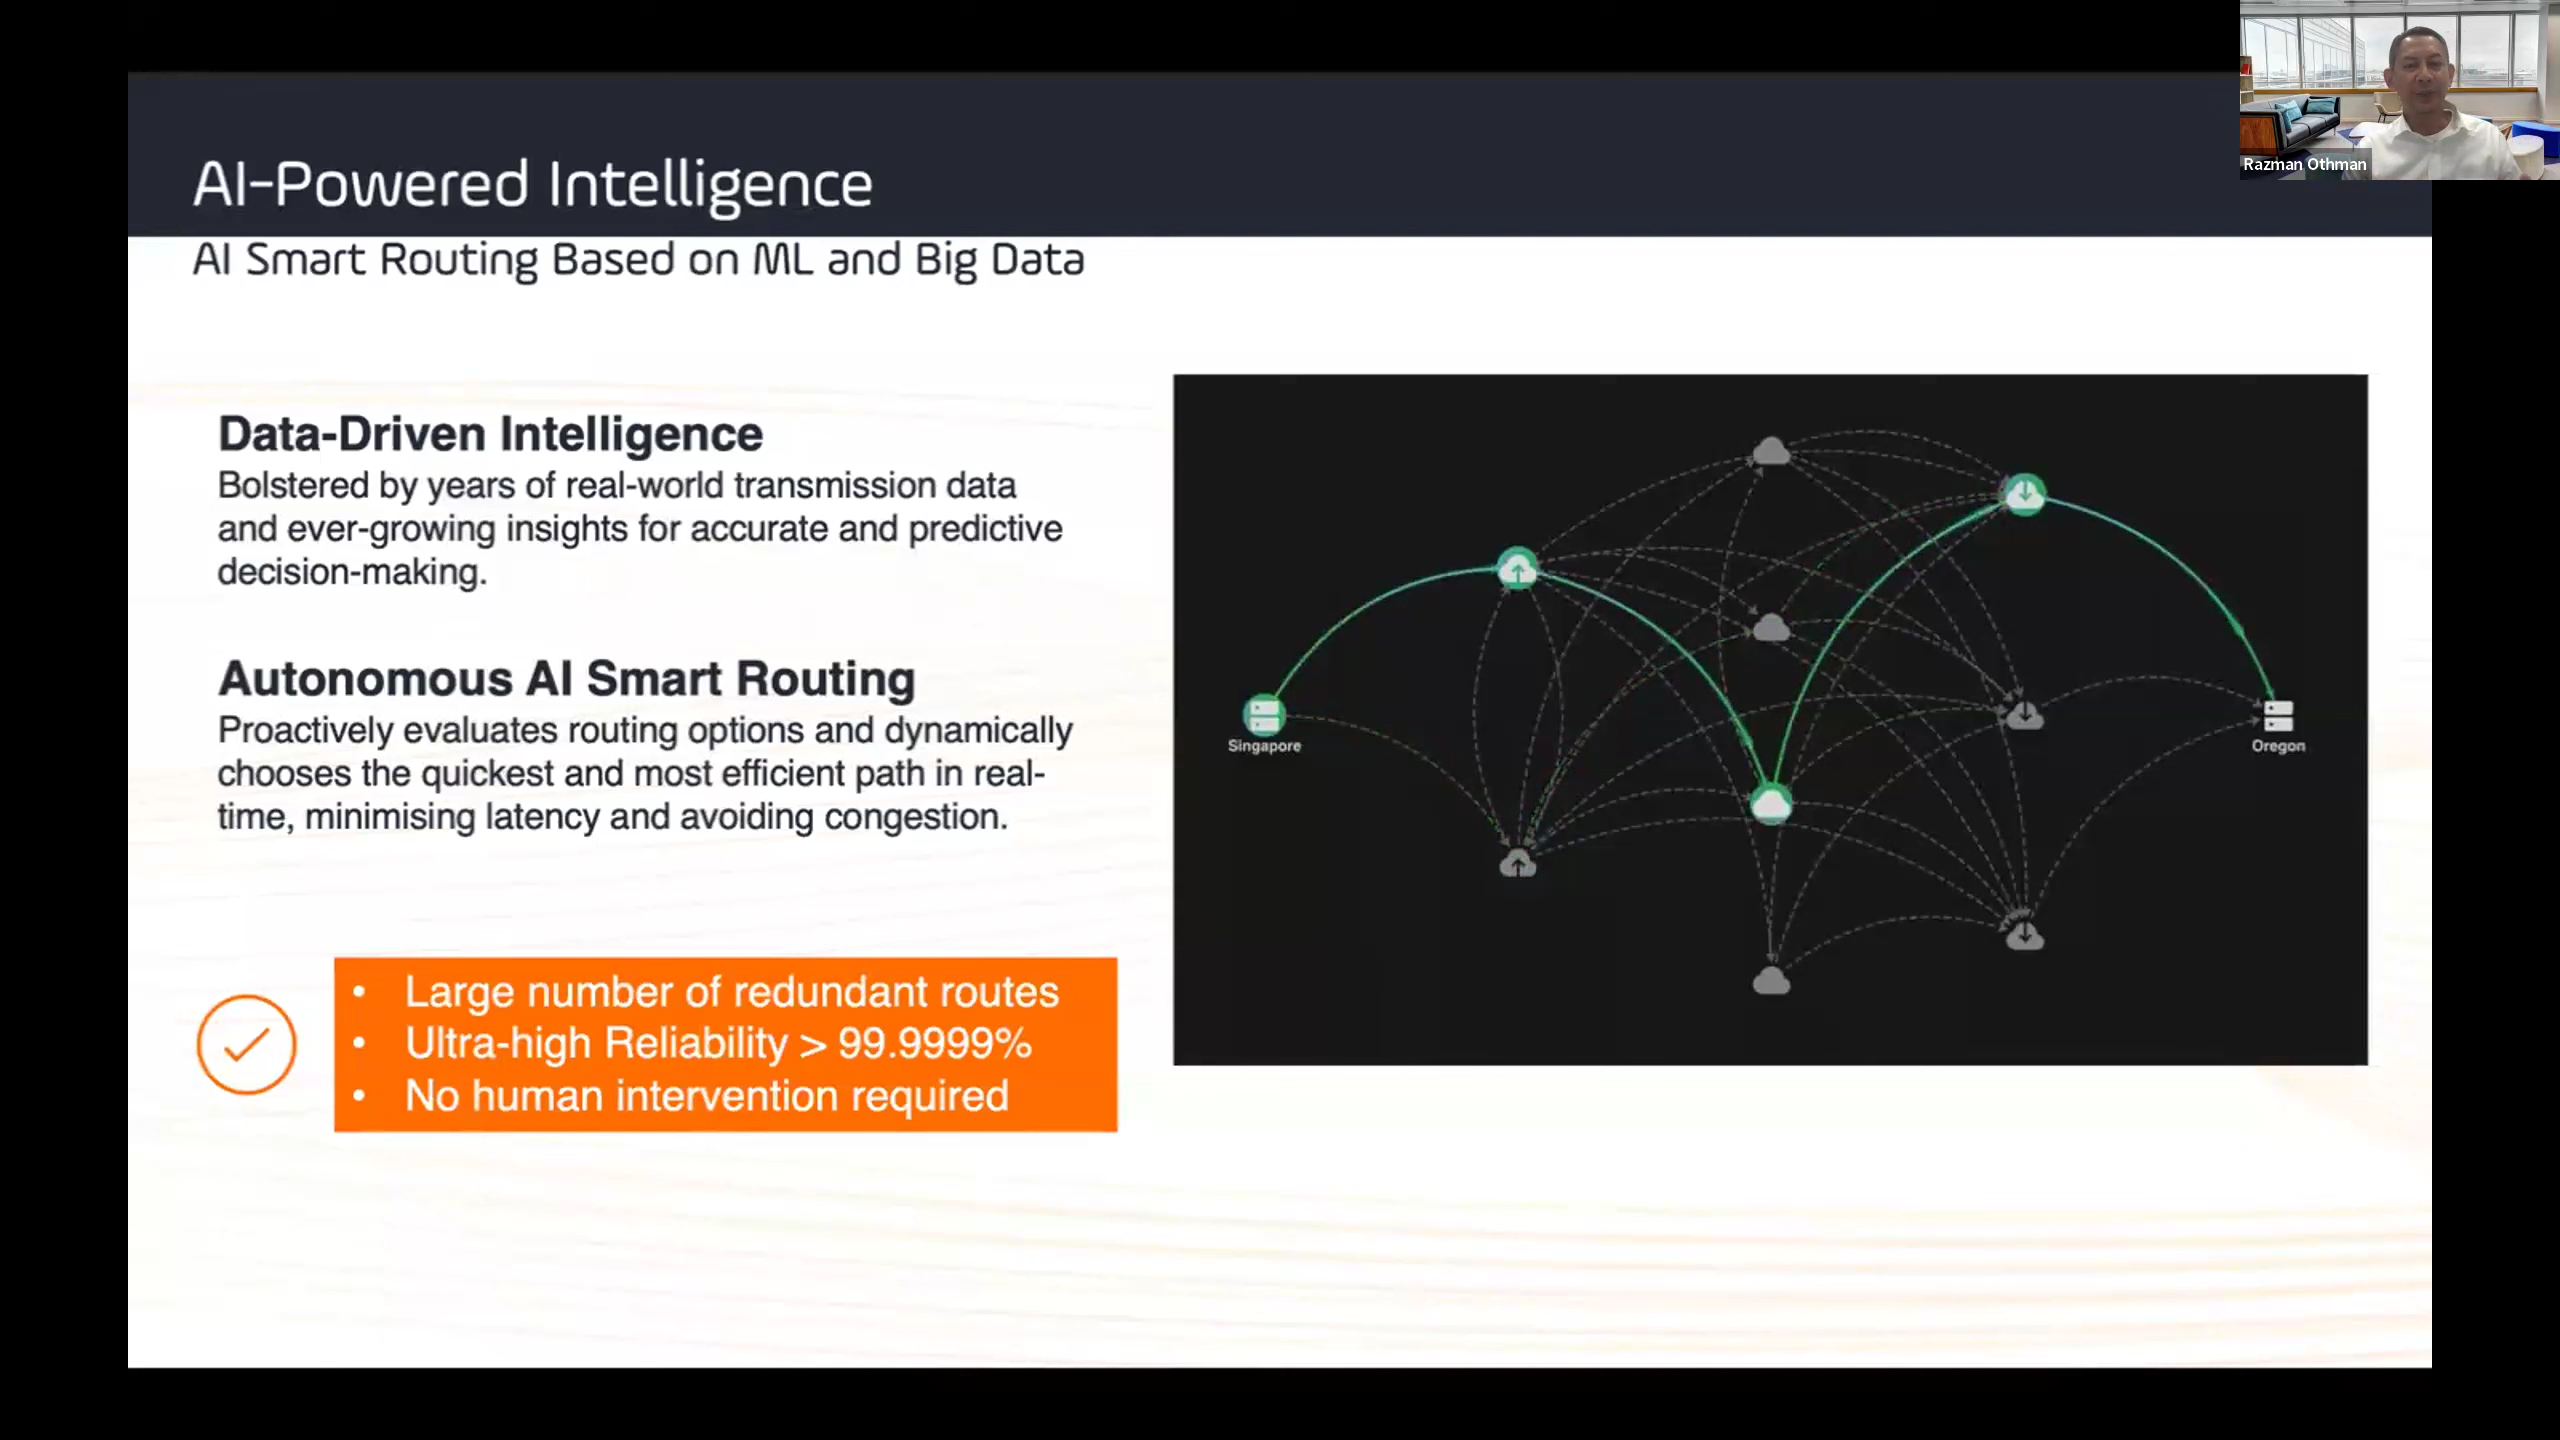 AI-Powered Intelligence
AI Smart Routing Based on ML and Big Data
Razman Othman
Data-Driven Intelligence
Bolstered by years of real-world transmission data
and ever-growing insights for accurate and predictive
decision-making.
Autonomous AI Smart Routing
Proactively evaluates routing options and dynamically
chooses the quickest and most efficient path in real-
time, minimising latency and avoiding congestion.
• Large number of redundant routes
• Ultra-high Reliability > 99.9999%
• No human intervention required
Singapore
Oregon